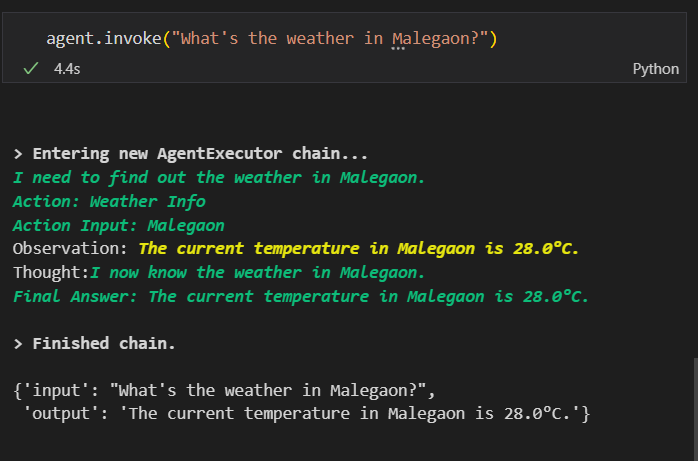 agent.invoke("What's the weather in Malegaon?")
4.4s Python
> Entering new AgentExecutor chain...
I need to find out the weather in Malegaon.
Action: Weather Info
Action Input: Malegaon
Observation: The current temperature in Malegaon is 28.0°C.
Thought:I now know the weather in Malegaon.
Final Answer: The current temperature in Malegaon is 28.0°C.
> Finished chain.
{'input': "What's the weather in Malegaon?",
 'output': 'The current temperature in Malegaon is 28.0°C.'}